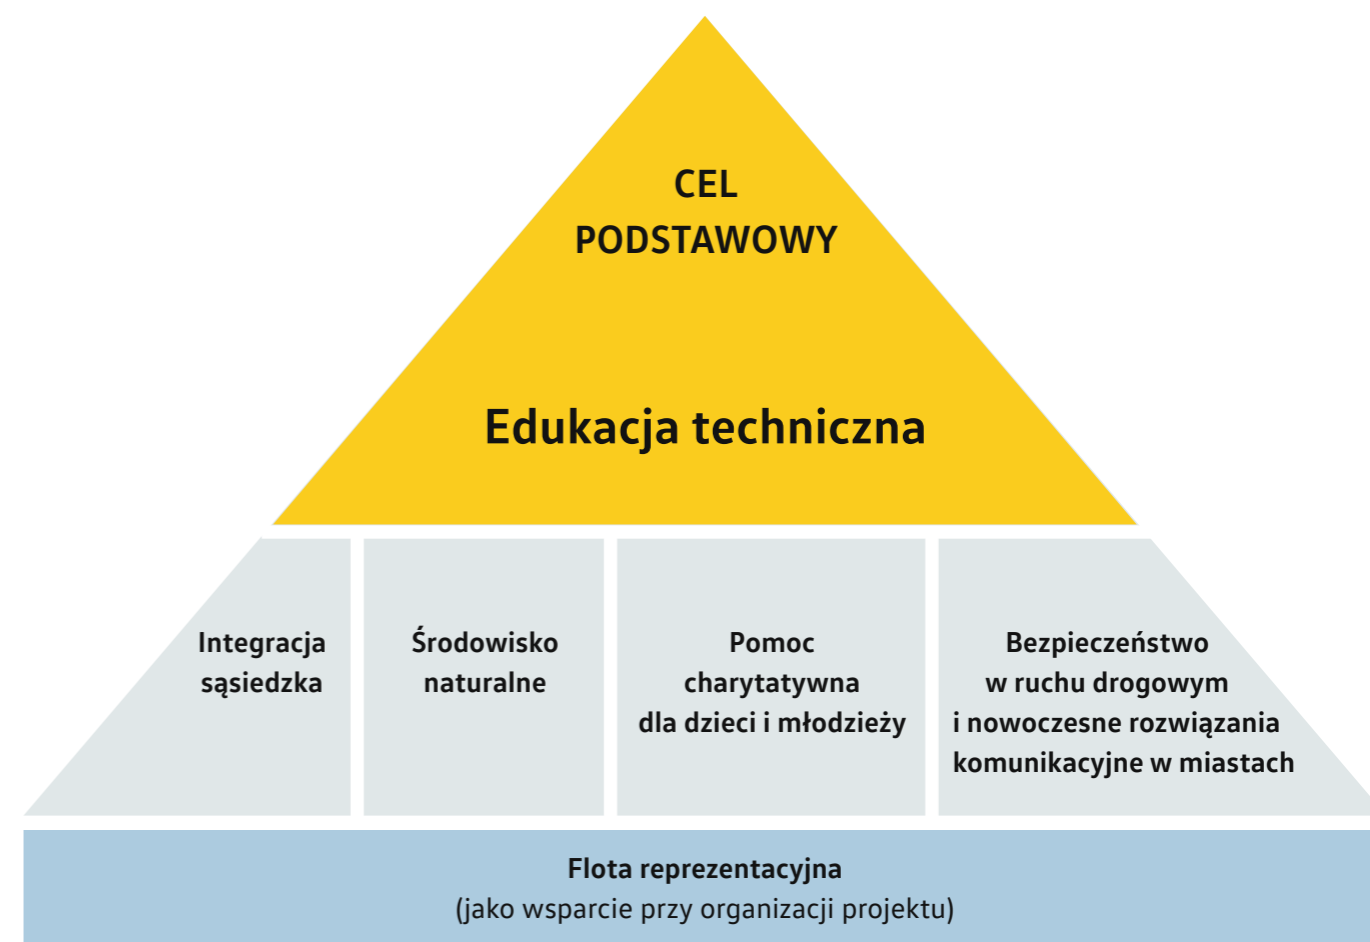 CEL
PODSTAWOWY
Edukacja techniczna
Integracja
sąsiedzka
Środowisko
naturalne
Pomoc
charytatywna
dla dzieci i młodzieży
Bezpieczeństwo
w ruchu drogowym
i nowoczesne rozwiązania
komunikacyjne w miastach
Flota reprezentacyjna
(jako wsparcie przy organizacji projektu)